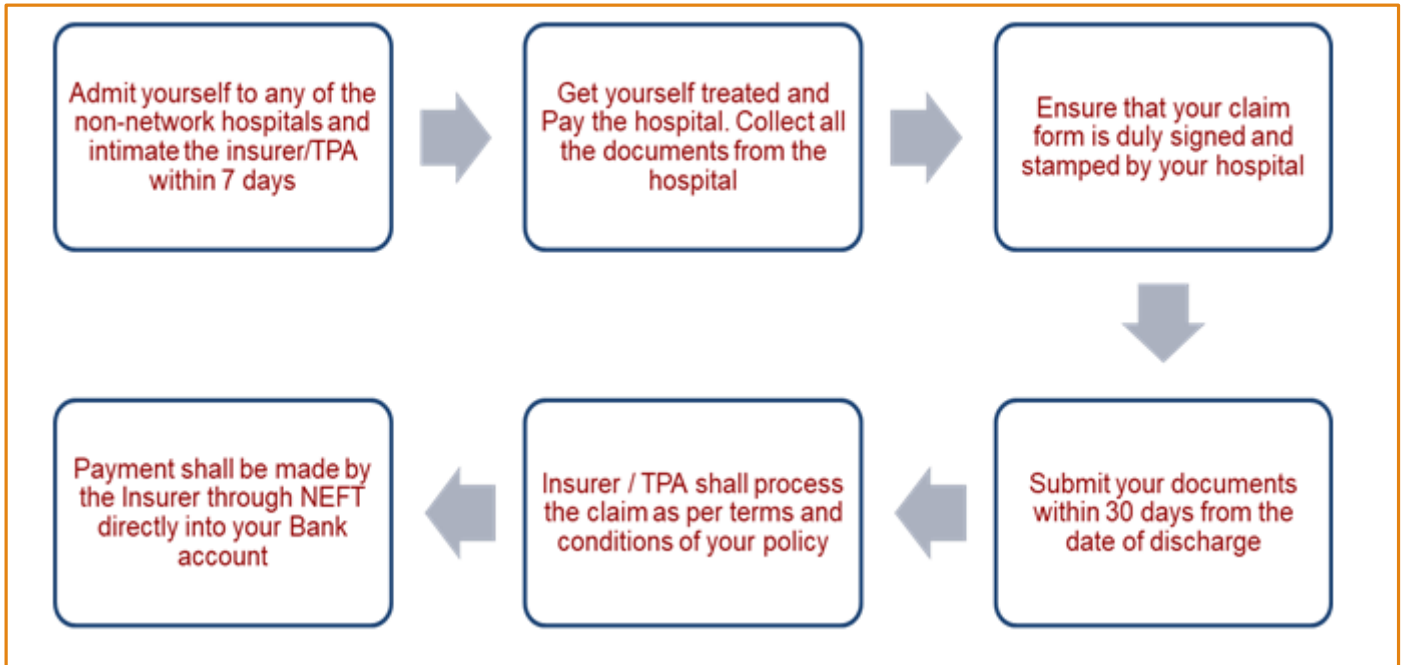 Admit yourself to any of the
non-network hospitals and
intimate the insurer/TPA
within 7 days
Get yourself treated and
Pay the hospital. Collect all
the documents from the
hospital
Ensure that your claim
form is duly signed and
stamped by your hospital
Submit your documents
within 30 days from the
date of discharge
Insurer / TPA shall process
the claim as per terms and
conditions of your policy
Payment shall be made by
the Insurer through NEFT
directly into your Bank
account